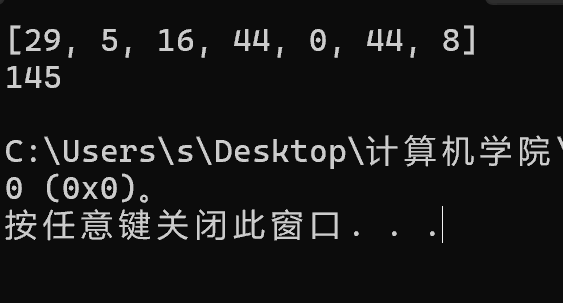 [29, 5, 16, 44, 0, 44, 8]
145
C:\Users\s\Desktop\计算机学院\
0 (0x0)。
按任意键关闭此窗口. . .